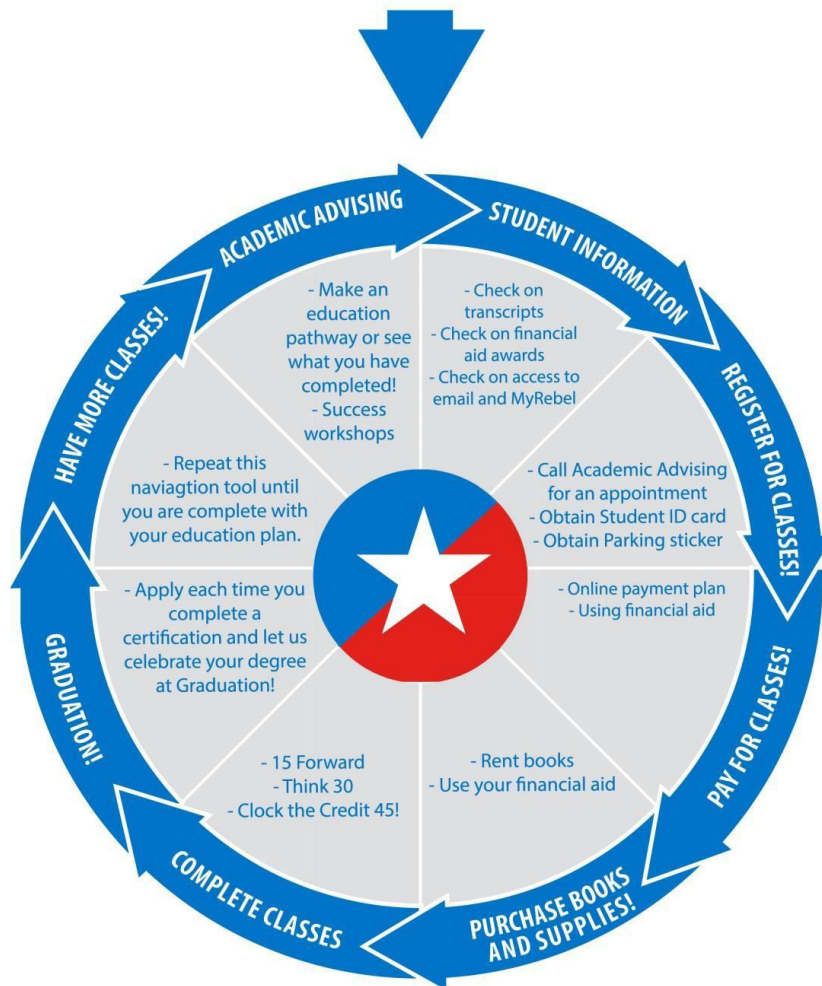 ACADEMIC ADVISING
- Make an
education
pathway or see
what you have
completed!
- Success
workshops
STUDENT INFORMATION
- Check on
transcripts
- Check on financial
aid awards
- Check on access to
email and MyRebel
REGISTER FOR CLASSES!
- Call Academic Advising
for an appointment
- Obtain Student ID card
- Obtain Parking sticker
PAY FOR CLASSES!
- Online payment plan
- Using financial aid
PURCHASE BOOKS
AND SUPPLIES!
- Rent books
- Use your financial aid
COMPLETE CLASSES
- 15 Forward
- Think 30
- Clock the Credit 45!
GRADUATION!
- Apply each time you
complete a
certification and let us
celebrate your degree
at Graduation!
HAVE MORE CLASSES!
- Repeat this
naviagtion tool until
you are complete with
your education plan.